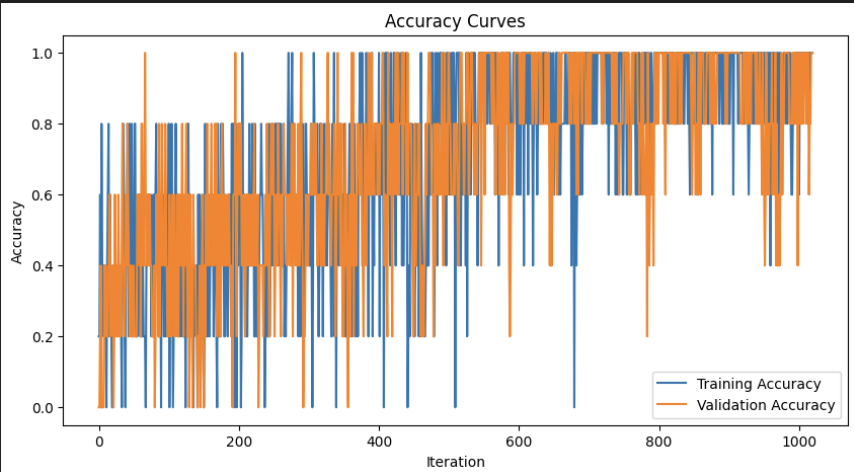 Accuracy Curves
1.0
0.8
0.6
0.4
0.2
0.0
Accuracy
0
200
400
600
800
1000
Iteration
Training Accuracy
Validation Accuracy